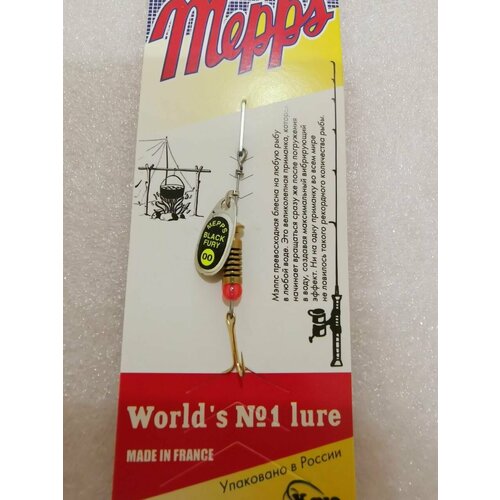 Mepps
Мэппс превосходная блесна на любую рыбу
в любой воде. Это великолепная приманка, которая
начинает вращаться сразу же после погружения
в воду, создавая максимальный вибрирующий
эффект. Ни на одну приманку во всем мире
не ловилось такого рекордного количества рыбы.
MEPPS
BLACK
FURY
00
World's №1 lure
MADE IN FRANCE
Упаковано в России